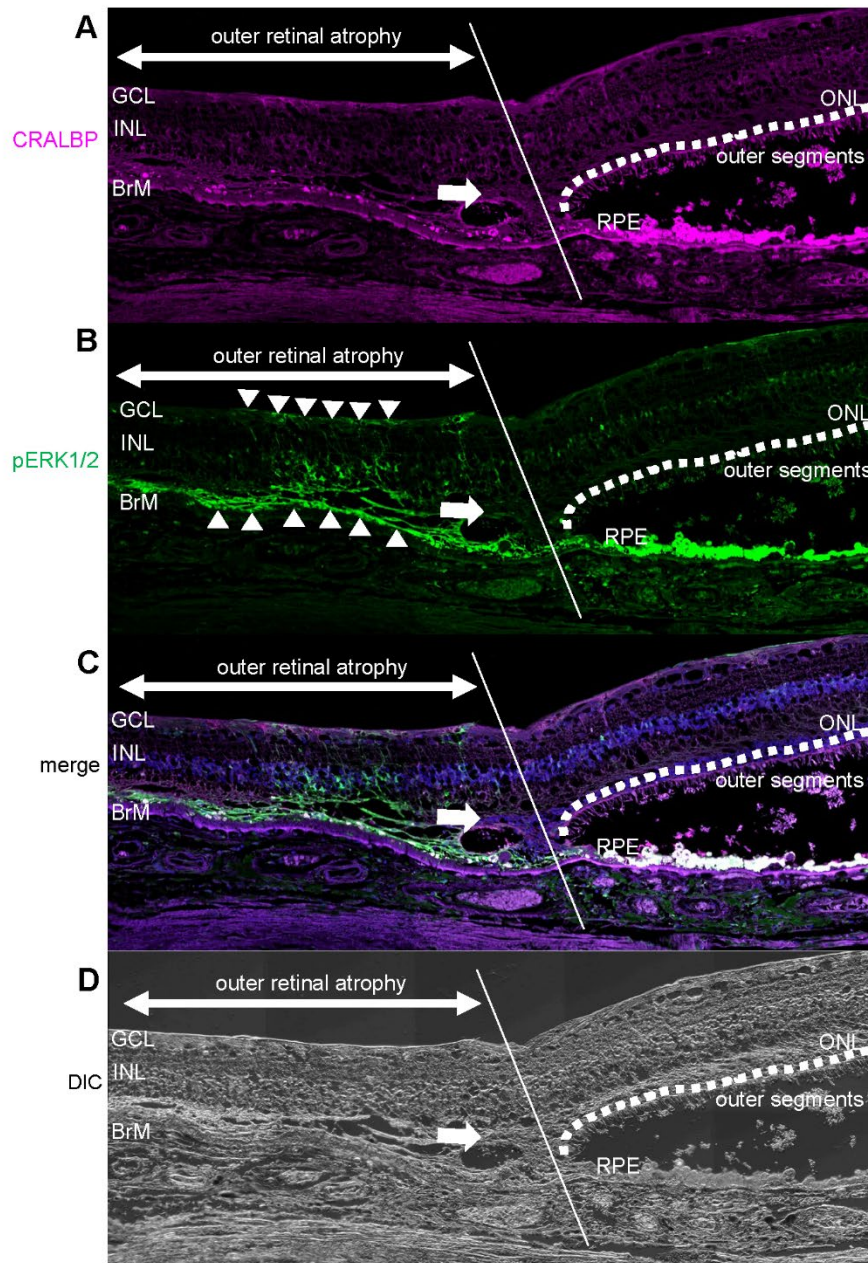 A
outer retinal atrophy
GCL
ONL
INL
CRALBP
outer segments
BrM
RPE
B
outer retinal atrophy
GCL
ONL
INL
pERK1/2
outer segments
BrM
RPE
C
outer retinal atrophy
GCL
ONL
INL
merge
outer segments
BrM
RPE
D
outer retinal atrophy
GCL
ONL
INL
DIC
outer segments
BrM
RPE